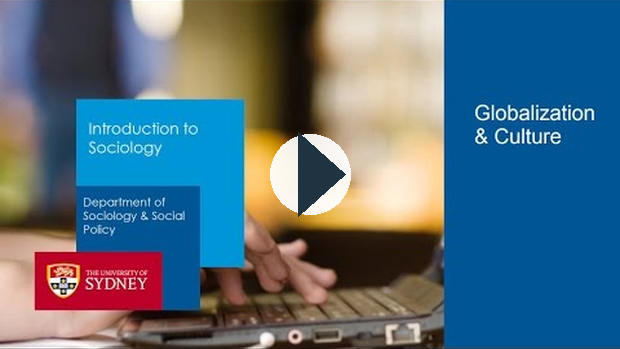 Introduction to
Sociology
Department of
Sociology & Social
Policy
THE UNIVERSITY OF
SYDNEY
Globalization
& Culture